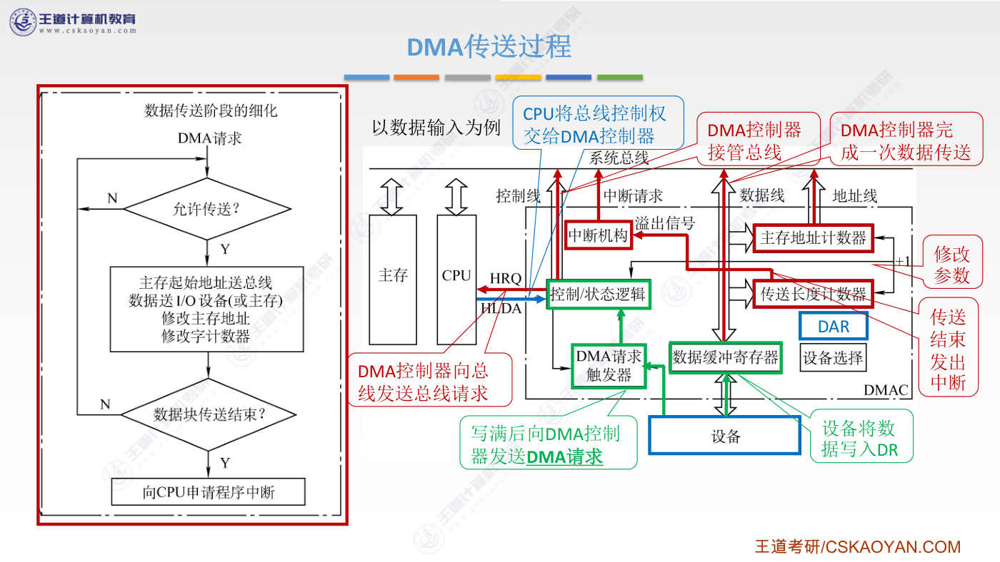 王道计算机教育
www.cskaoyan.com
DMA传送过程
数据传送阶段的细化
DMA请求
允许传送?
N
Y
主存起始地址送总线
数据送 I/O 设备(或主存)
修改主存地址
修改字计数器
数据块传送结束?
N
Y
向CPU申请程序中断
以数据输入为例
CPU将总线控制权
交给DMA控制器
DMA控制器
接管总线
DMA控制器完
成一次数据传送
系统总线
控制线
中断请求
数据线
地址线
中断机构
溢出信号
主存地址计数器
+1
修改
参数
主存
CPU
HRQ
HLDA
控制/状态逻辑
传送长度计数器
DAR
设备选择
传送
结束
发出
中断
DMA请求
触发器
数据缓冲寄存器
DMAC
DMA控制器向总
线发送总线请求
写满后向DMA控制
器发送DMA请求
设备
设备将数
据写入DR
王道考研/CSKAOYAN.COM